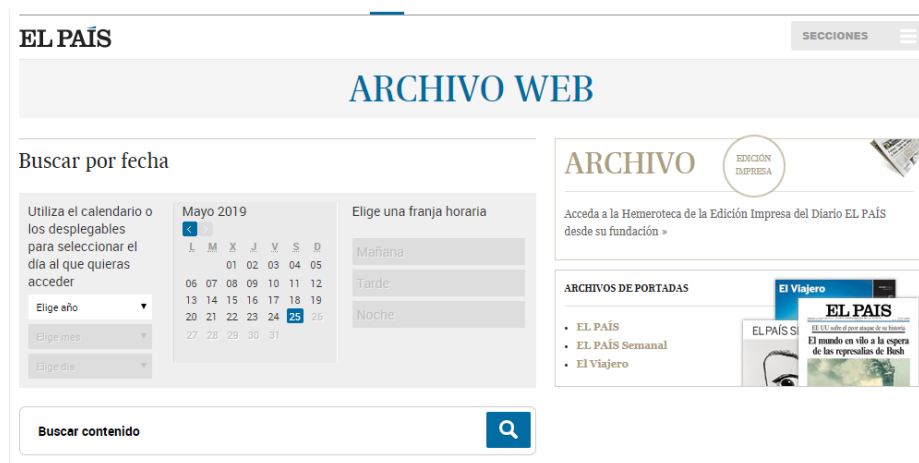 EL PAÍS
SECCIONES
ARCHIVO WEB
Buscar por fecha
Utiliza el calendario o
los desplegables
para seleccionar el
día al que quieras
acceder
Elige año
Elige mes
Elige día
Mayo 2019
L M X J V S D
01 02 03 04 05
06 07 08 09 10 11 12
13 14 15 16 17 18 19
20 21 22 23 24 25 26
27 28 29 30 31
Elige una franja horaria
Mañana
Tarde
Noche
Buscar contenido
ARCHIVO
EDICIÓN
IMPRESA
Acceda a la Hemeroteca de la Edición Impresa del Diario EL PAÍS
desde su fundación »
ARCHIVOS DE PORTADAS
• EL PAÍS
• EL PAÍS Semanal
• El Viajero
El Viajero
EL PAÍS S
EL PAIS
EE UU sufre el peor ataque de su historia
El mundo en vilo a la espera
de las represalias de Bush